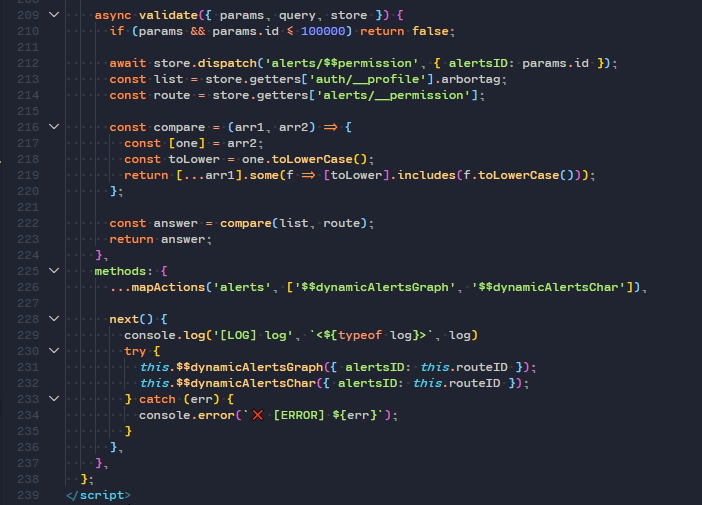 209 async validate({ params, query, store }) {
210 if (params && params.id <= 100000) return false;
211
212 await store.dispatch('alerts/$$permission', { alertsID: params.id });
213 const list = store.getters['auth/__profile'].arbortag;
214 const route = store.getters['alerts/__permission'];
215
216 const compare = (arr1, arr2) => {
217 const [one] = arr2;
218 const toLower = one.toLowerCase();
219 return [...arr1].some(f => [toLower].includes(f.toLowerCase()));
220 };
221
222 const answer = compare(list, route);
223 return answer;
224 },
225 methods: {
226 ...mapActions('alerts', ['$$dynamicAlertsGraph', '$$dynamicAlertsChar']),
227
228 next() {
229 console.log('[LOG] log', `<${typeof log}>`, log)
230 try {
231 this.$$dynamicAlertsGraph({ alertsID: this.routeID });
232 this.$$dynamicAlertsChar({ alertsID: this.routeID });
233 } catch (err) {
234 console.error(`❌ [ERROR] ${err}`);
235 }
236 },
237 },
238 };
239 </script>